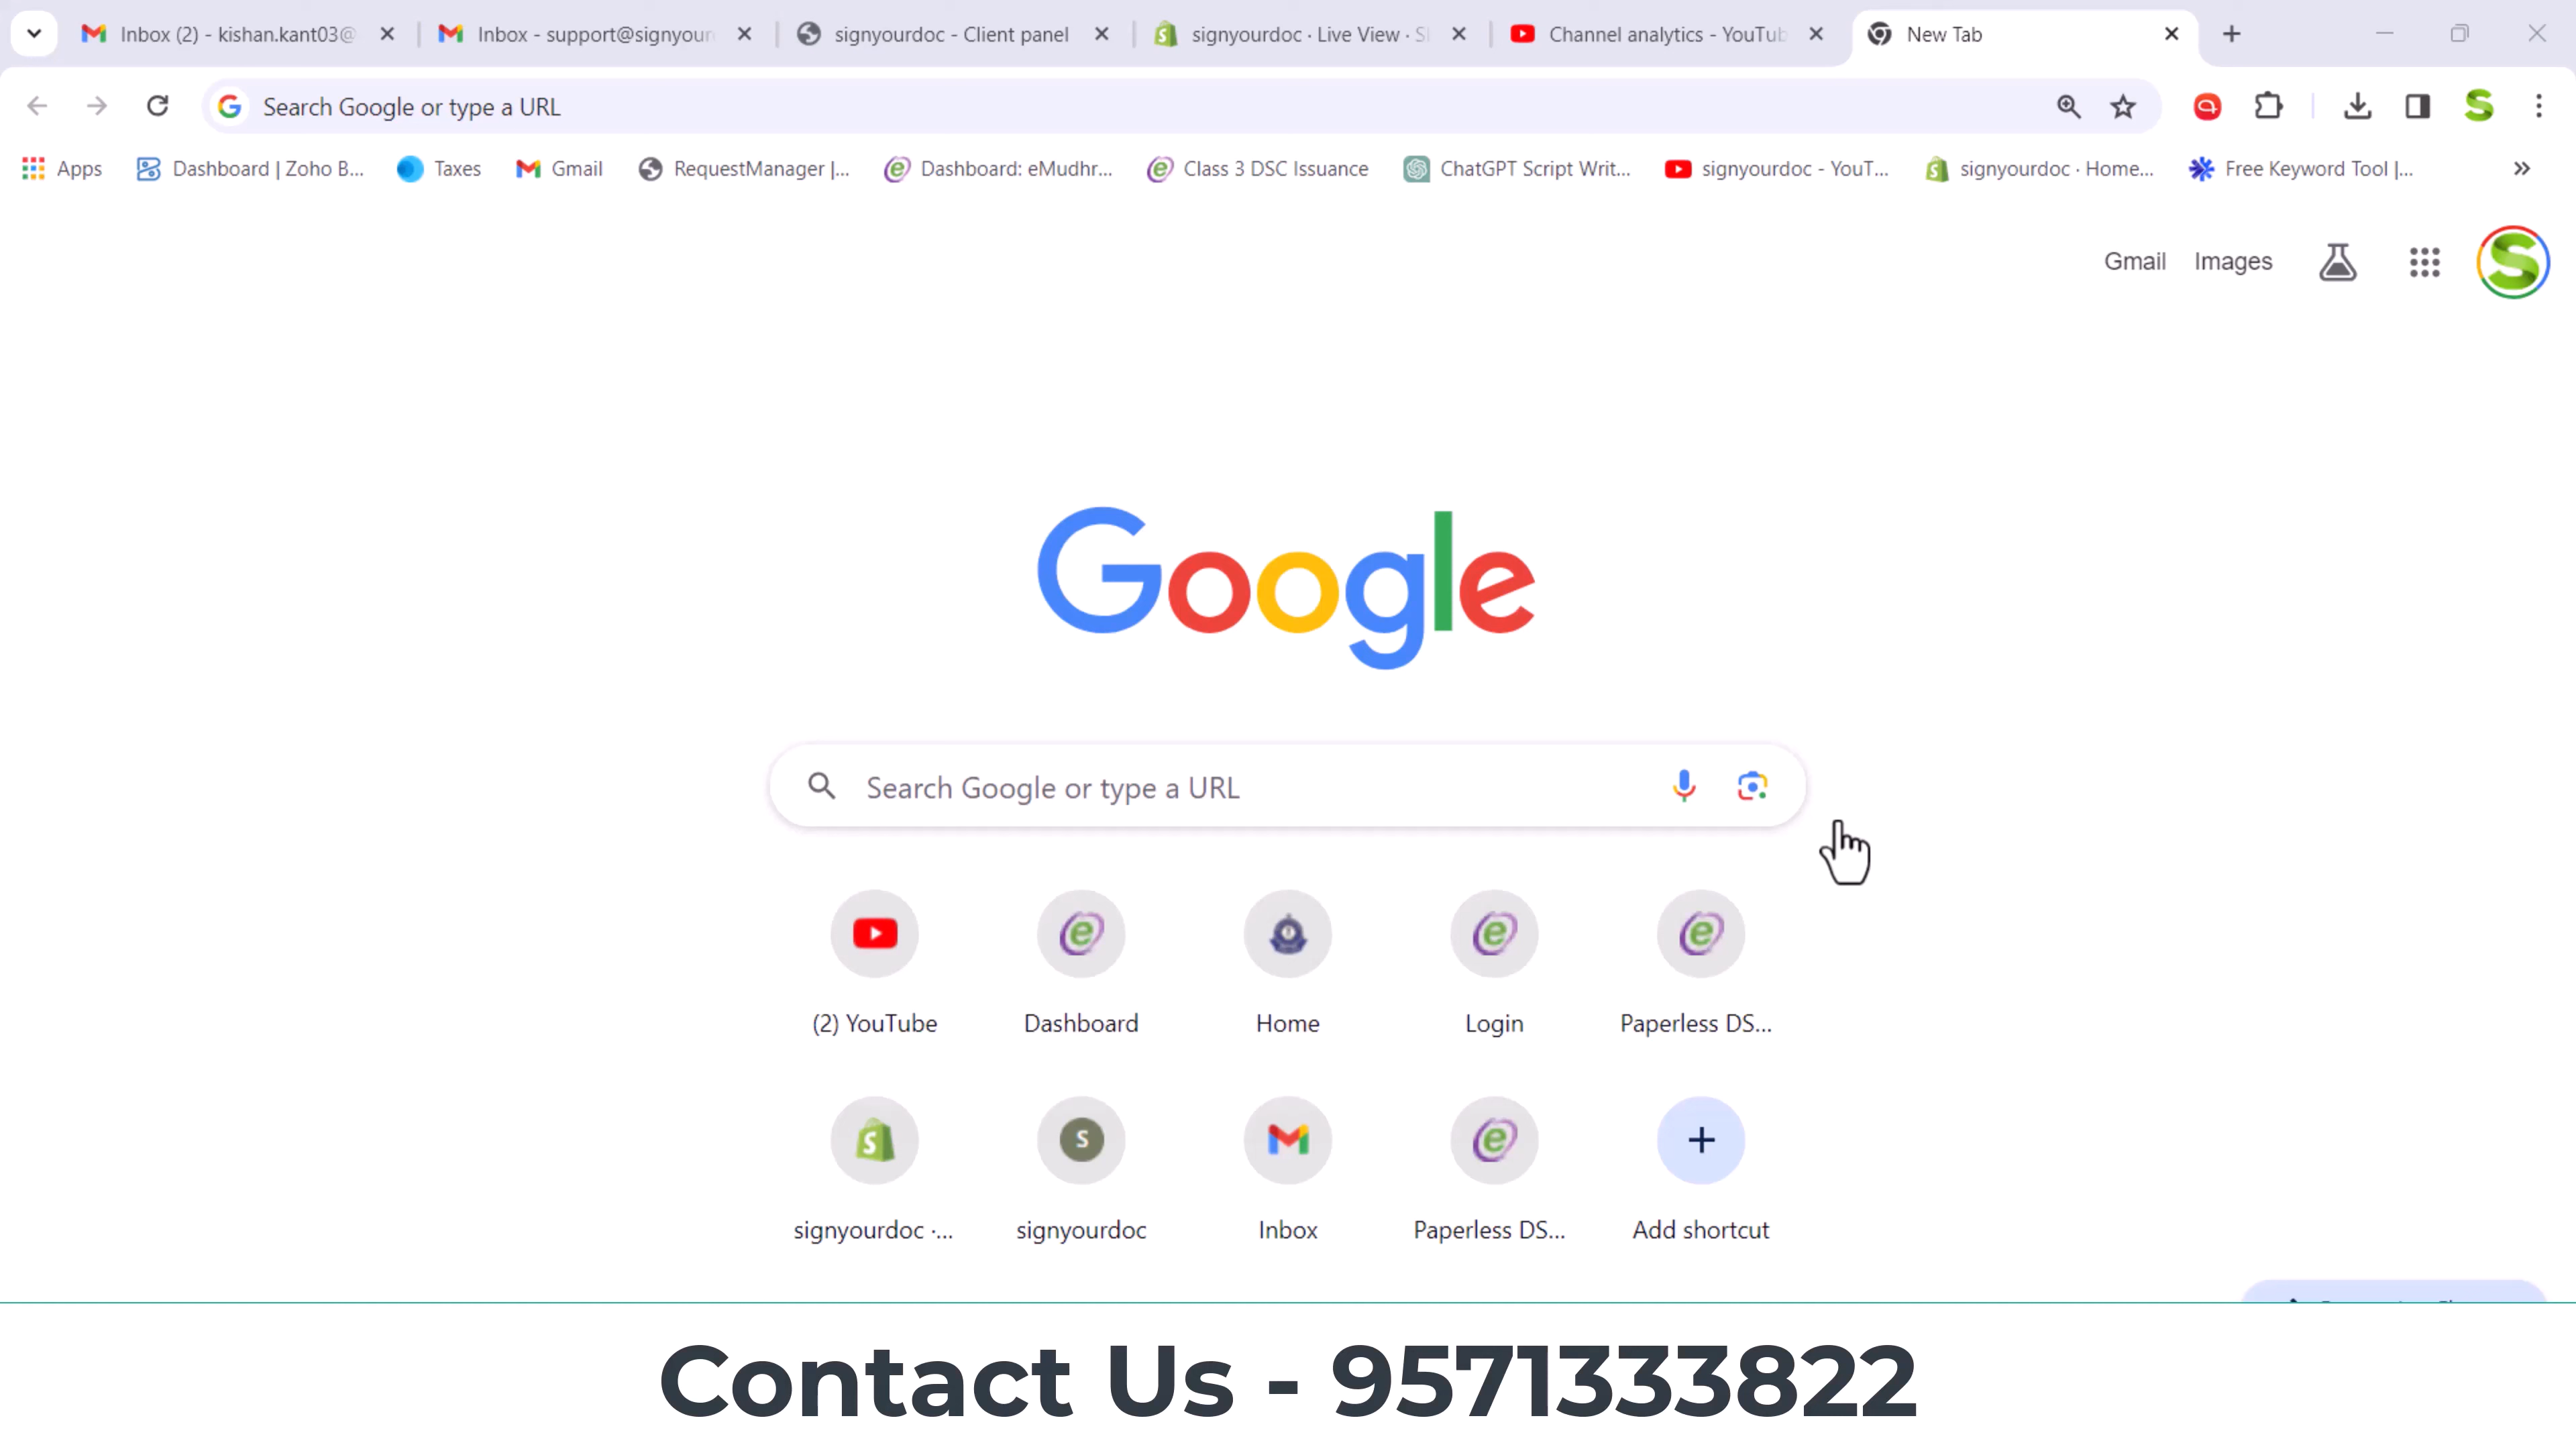 Inbox (2) - kishan.kant03@
Inbox - support@signyour
signyourdoc - Client panel
signyourdoc · Live View · S
Channel analytics - YouTub
New Tab
Search Google or type a URL
Apps
Dashboard | Zoho B...
Taxes
Gmail
RequestManager |...
Dashboard: eMudhr...
Class 3 DSC Issuance
ChatGPT Script Writ...
signyourdoc - YouT...
signyourdoc · Home...
Free Keyword Tool |...
Gmail
Images
Google
Search Google or type a URL
(2) YouTube
Dashboard
Home
Login
Paperless DS...
S
signyourdoc ·...
signyourdoc
Inbox
Paperless DS...
Add shortcut
Contact Us - 9571333822